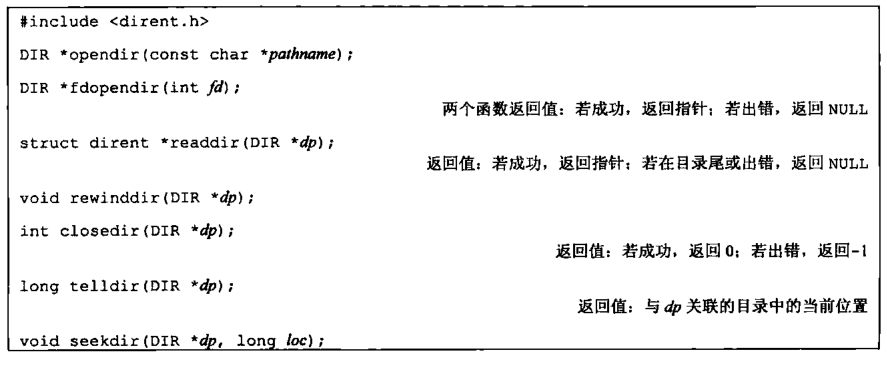 #include <dirent.h>
DIR *opendir(const char *pathname);
DIR *fdopendir(int fd);
两个函数返回值：若成功，返回指针；若出错，返回 NULL
struct dirent *readdir(DIR *dp);
返回值：若成功，返回指针；若在目录尾或出错，返回 NULL
void rewinddir(DIR *dp);
int closedir(DIR *dp);
返回值：若成功，返回 0；若出错，返回-1
long telldir(DIR *dp);
返回值：与 dp 关联的目录中的当前位置
void seekdir(DIR *dp, long loc);